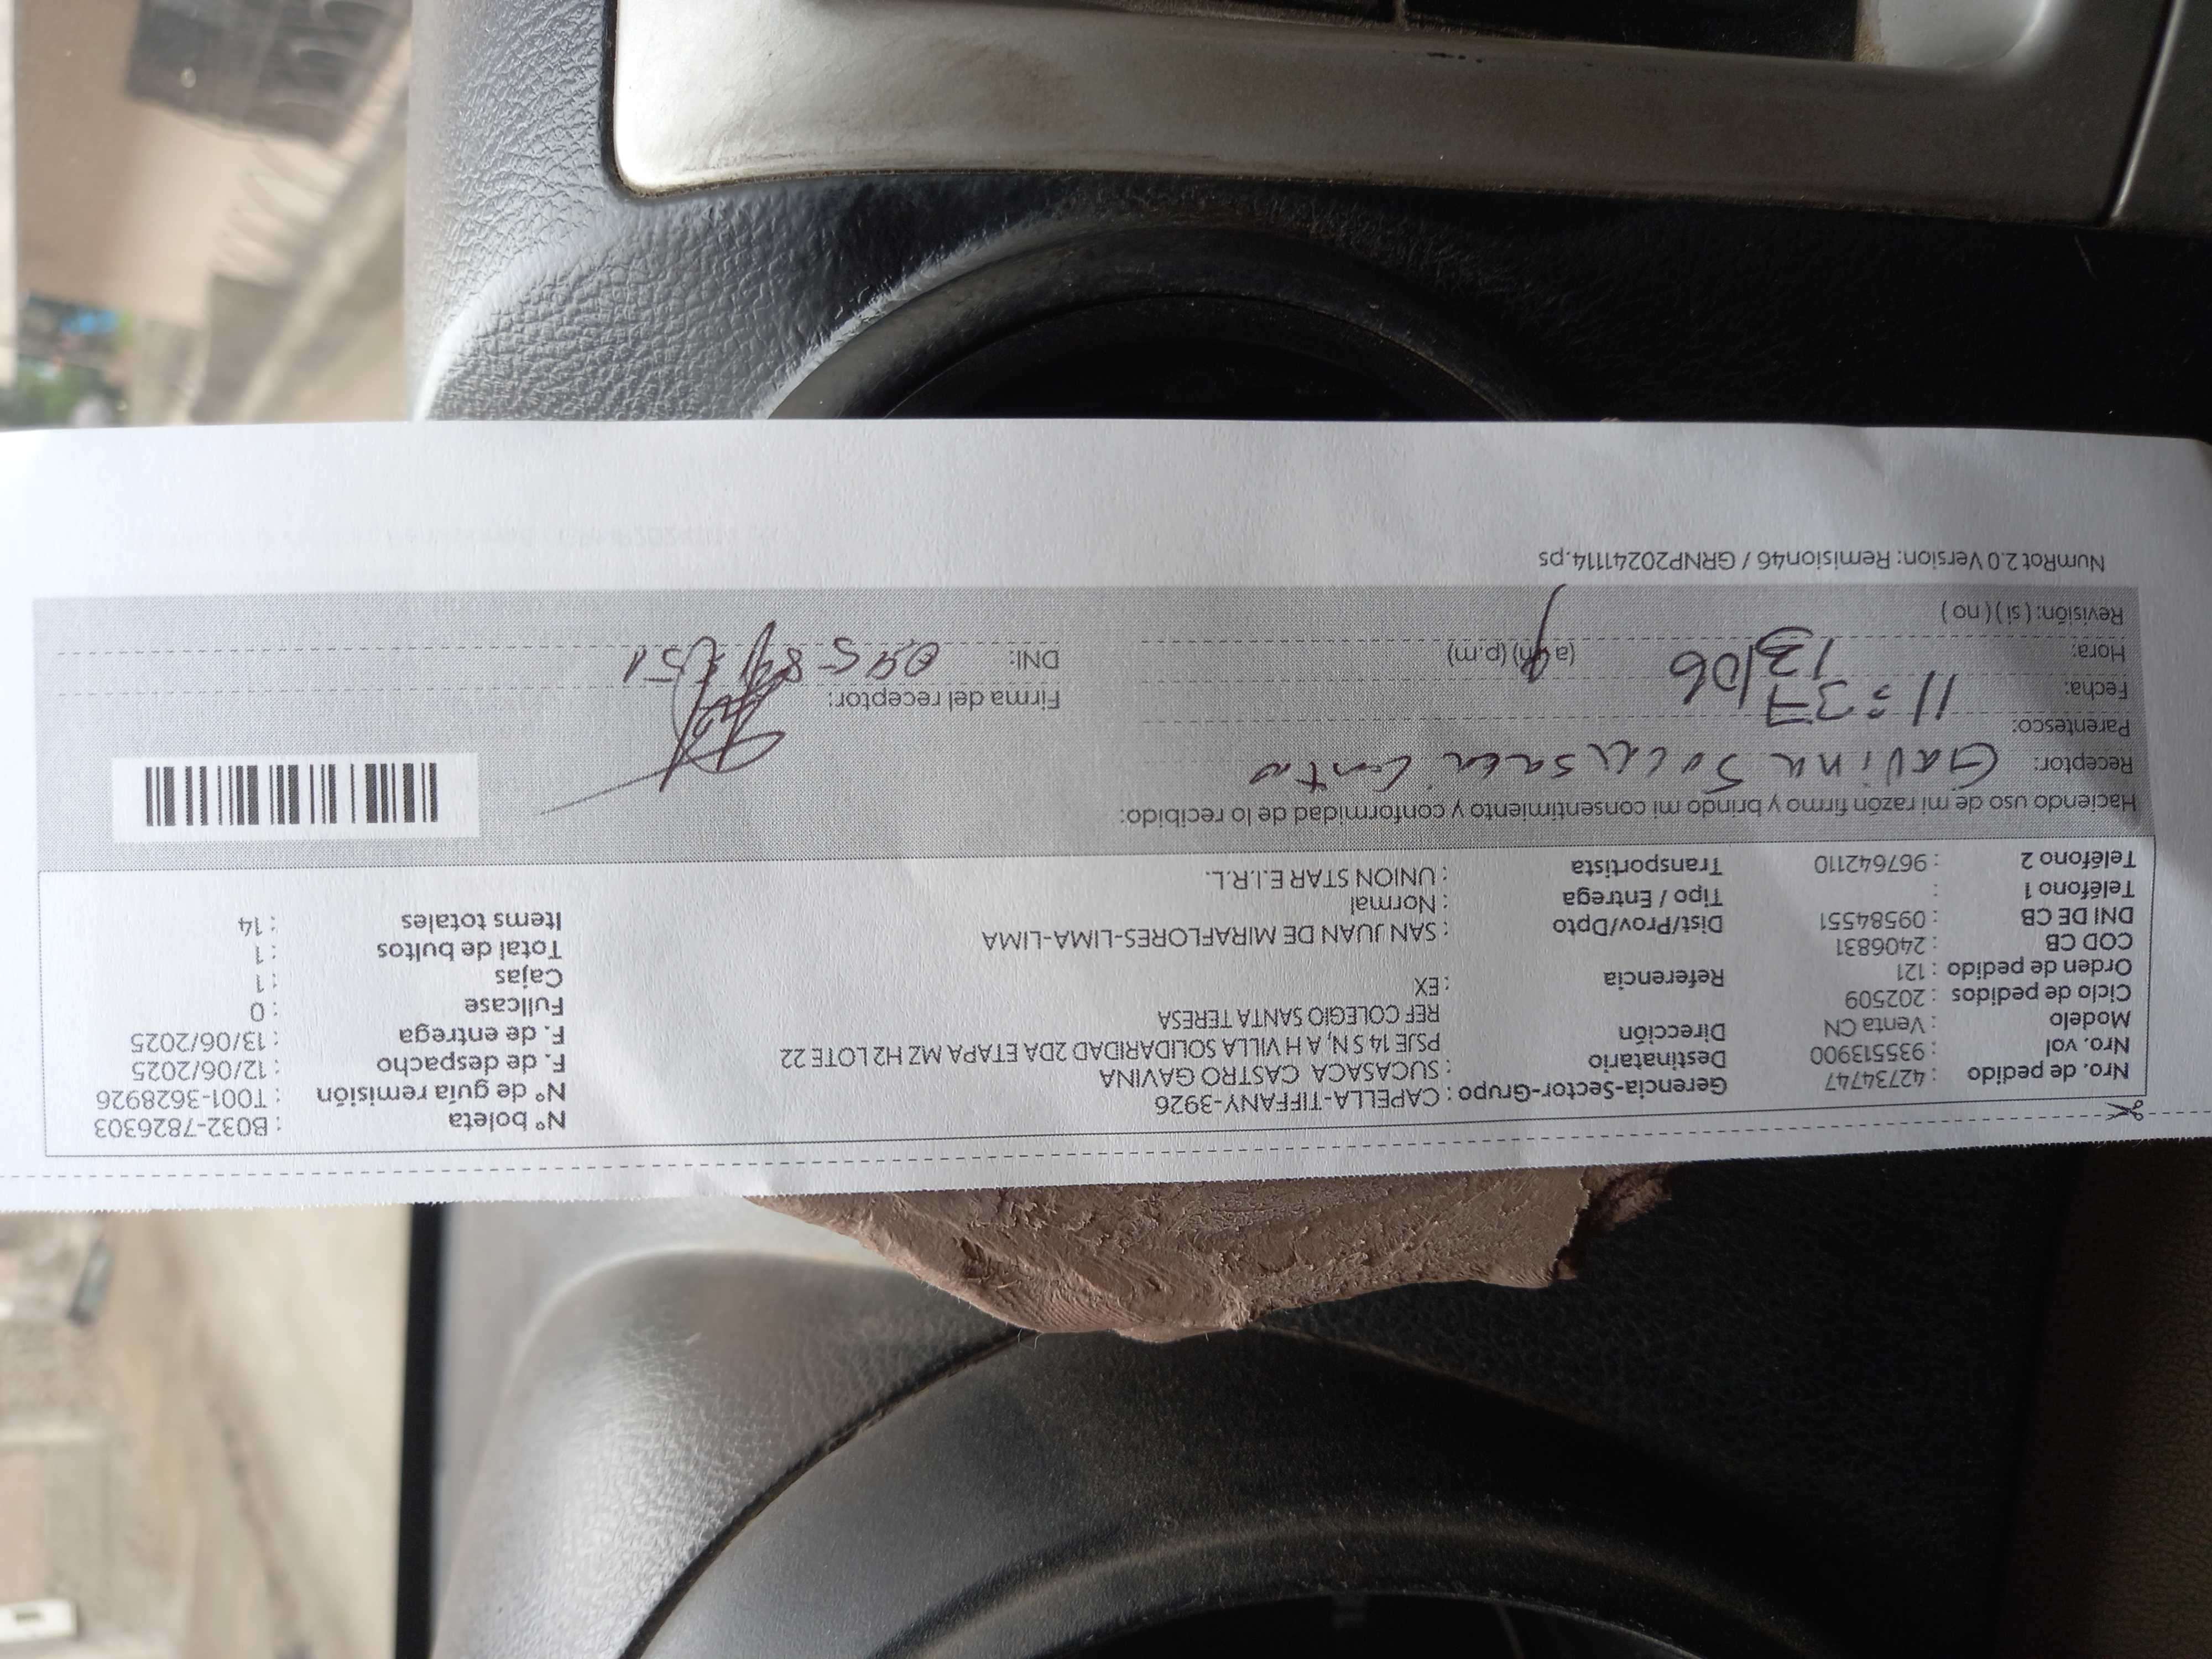 Nro. de pedido : 42734747 Gerencia-Sector-Grupo : CAPELLA-TIFFANY-3926 N° boleta : B032-7826303
Nro. vol : 935513900 Destinatario : SUCASACA CASTRO GAVINA N° de guía remisión : T001-3628926
Modelo : Venta CN Dirección PSJE 14 S N, A H VILLA SOLIDARIDAD 2DA ETAPA MZ H2 LOTE 22 F. de despacho : 12/06/2025
Ciclo de pedidos : 202509 REF COLEGIO SANTA TERESA F. de entrega : 13/06/2025
Orden de pedido : 121 Referencia : EX Fullcase : 0
COD CB : 2406831 Cajas : 1
DNI DE CB : 09584551 Dist/Prov/Dpto : SAN JUAN DE MIRAFLORES-LIMA-LIMA Total de bultos : 1
Teléfono 1 : Tipo / Entrega : Normal Items totales : 14
Teléfono 2 : 967642110 Transportista : UNION STAR E.I.R.L.
Haciendo uso de mi razón firmo y brindo mi consentimiento y conformidad de lo recibido:
Receptor: Gavina
Parentesco:
Fecha: 11:37 Firma del receptor:
Hora: 13/06 (a.m) (p.m) DNI:
Revisión: ( si ) ( no )
NumRot 2.0 Version: Remision46 / GRNP20241114.ps